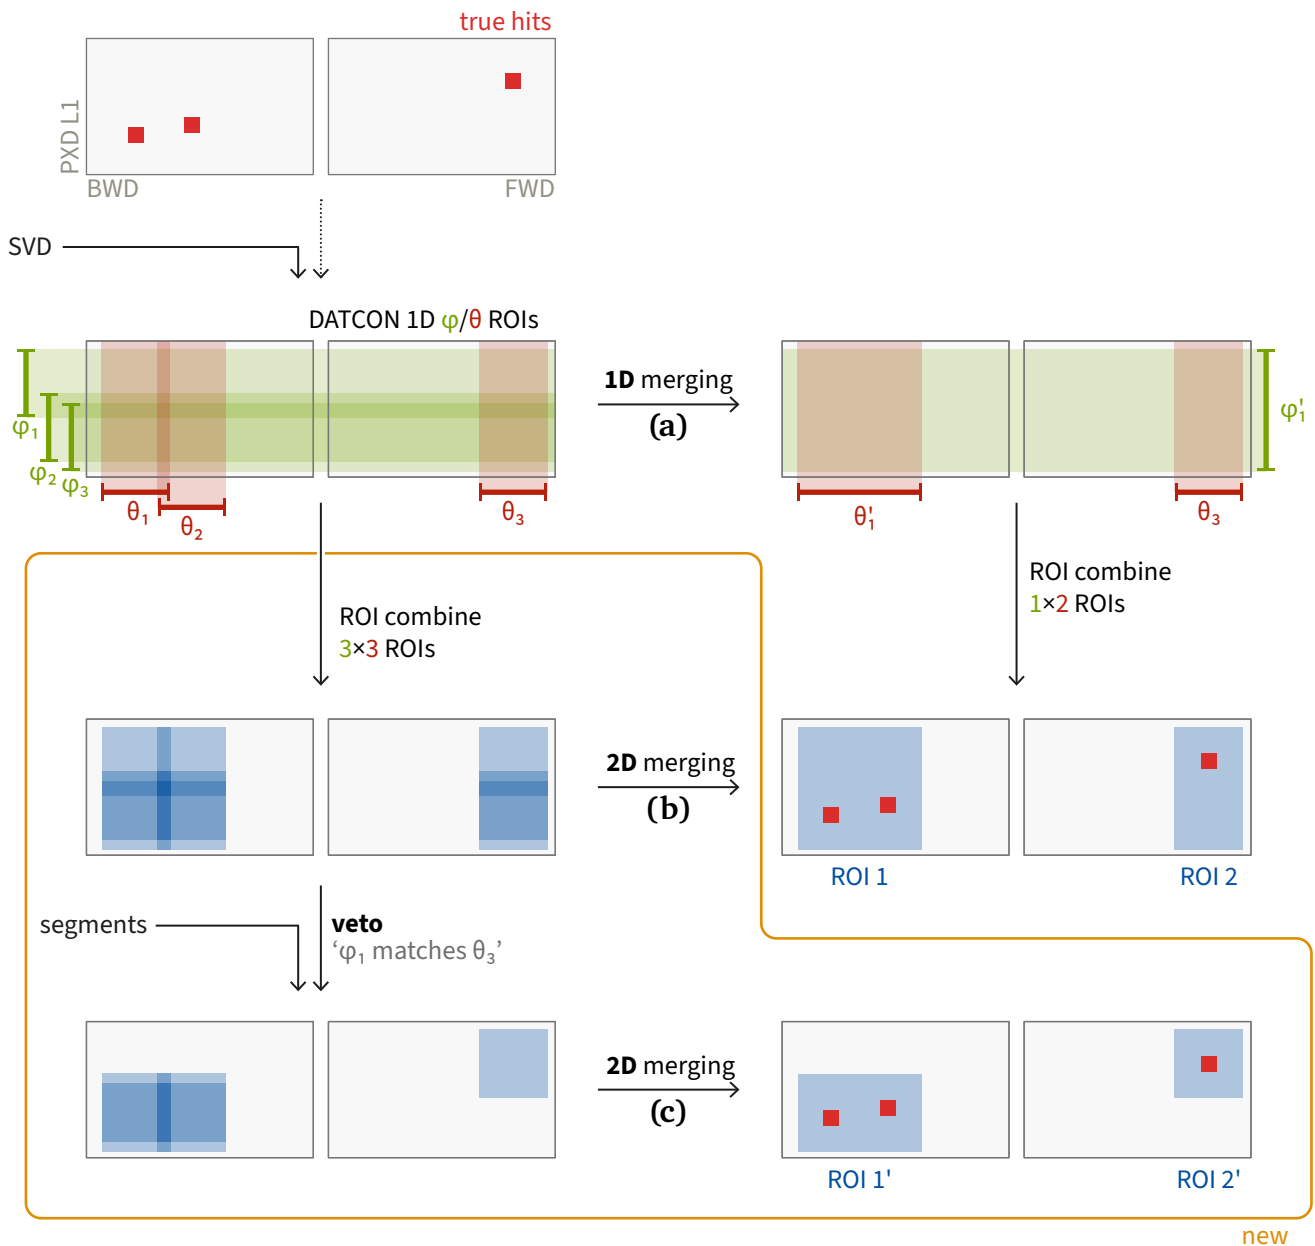 true hits
PXD L1
BWD
FWD
SVD
DATCON 1D φ/θ ROIs
φ₁
φ₂
φ₃
θ₁
θ₂
θ₃
1D merging
(a)
φ₁'
θ₁'
θ₃
ROI combine
3×3 ROIs
ROI combine
1×2 ROIs
2D merging
(b)
ROI 1
ROI 2
segments
veto
‘φ₁ matches θ₃’
2D merging
(c)
ROI 1'
ROI 2'
new